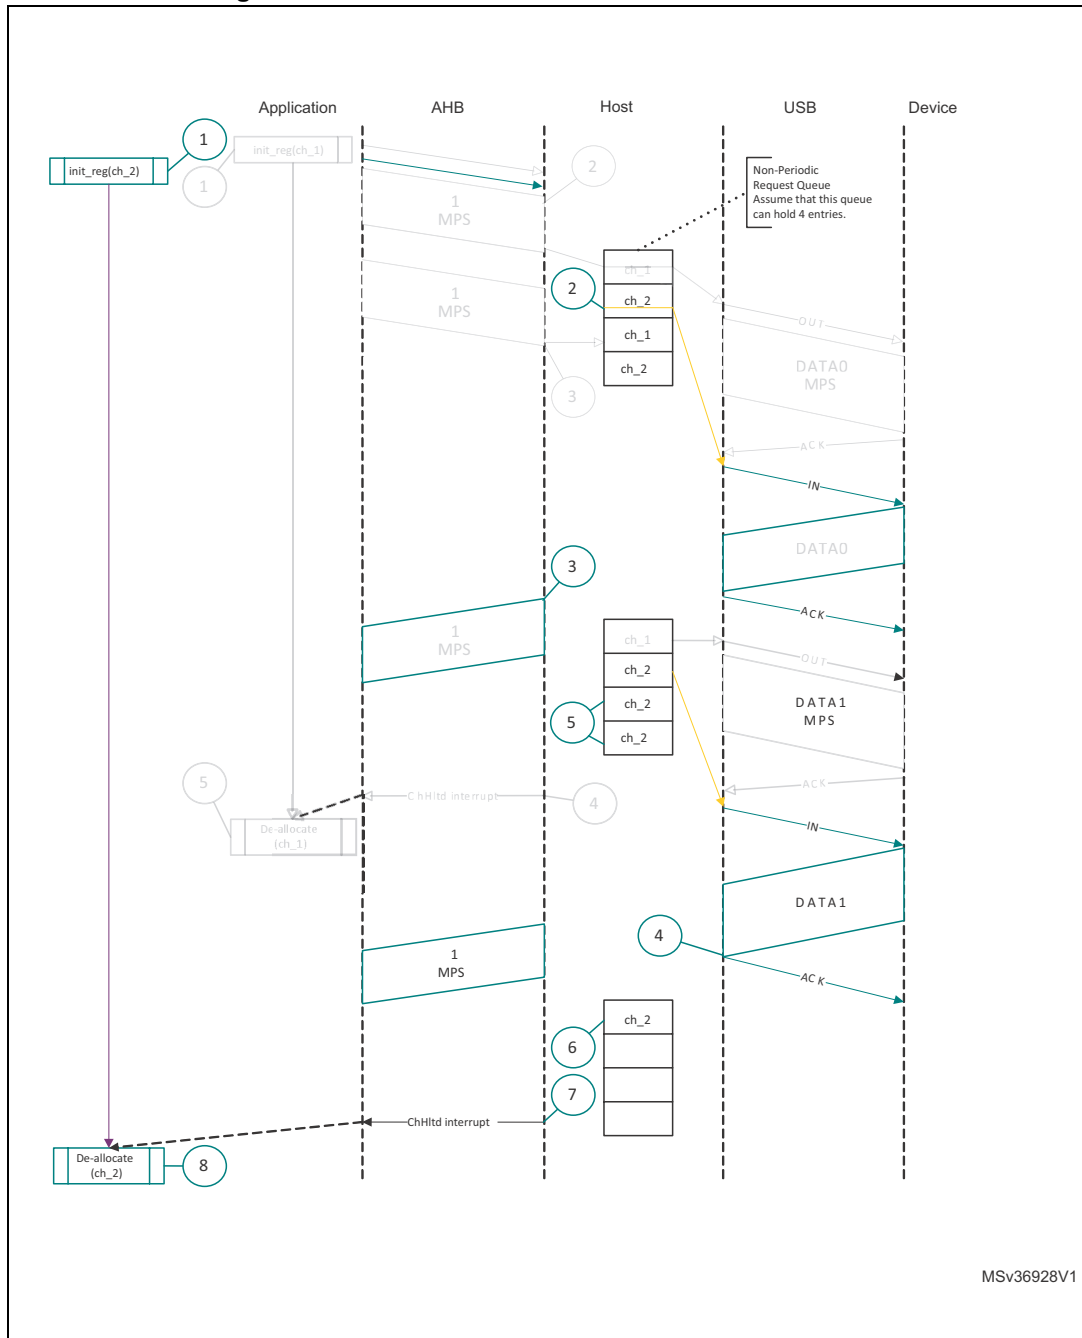 Application AHB Host USB Device
1
init_reg(ch_1)
init_reg(ch_2)
1
2
Non-Periodic
Request Queue
Assume that this queue
can hold 4 entries.
1
MPS
ch_1
2
ch_2
1
MPS
ch_1
OUT
ch_2
DATA0
MPS
3
ACK
IN
DATA0
3
ACK
1
MPS
ch_1
OUT
ch_2
ch_2
DATA1
MPS
5
ch_2
5
ChHltd interrupt
4
ACK
De-allocate
(ch_1)
IN
DATA1
4
1
MPS
ACK
ch_2
6
7
ChHltd interrupt
De-allocate
(ch_2)
8
MSv36928V1